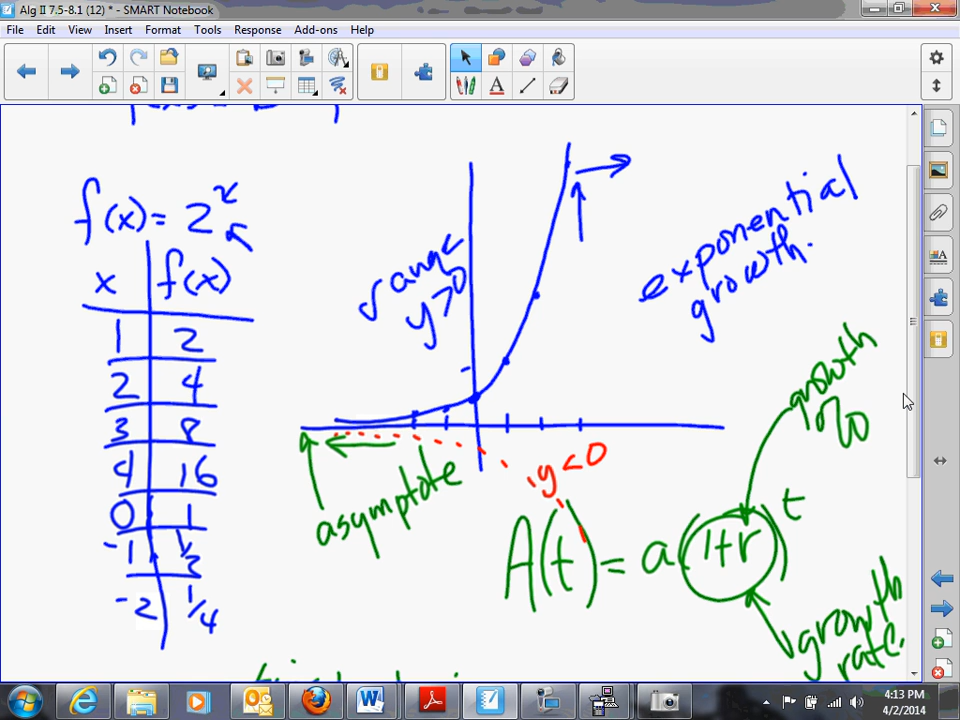 Alg II 7.5-8.1 (12) * - SMART Notebook
File Edit View Insert Format Tools Response Add-ons Help
f(x) = 2^x
x f(x)
1 2
2 4
3 8
4 16
0 1
-1 1/2
-2 1/4
range
y>0
exponential
growth.
asymptote
y<0
growth
%
A(t) = a(1+r)^t
growth
rate.
4:13 PM
4/2/2014